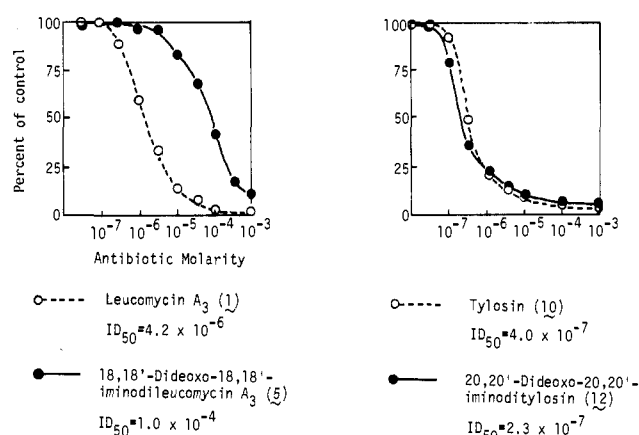 100
75
50
25
0
Percent of control
10-7 10-6 10-5 10-4 10-3
Antibiotic Molarity
Leucomycin A3 (1)
ID50=4.2 x 10-6
18,18'-Dideoxo-18,18'-
iminodileucomycin A3 (5)
ID50=1.0 x 10-4
100
75
50
25
0
10-7 10-6 10-5 10-4 10-3
Tylosin (10)
ID50=4.0 x 10-7
20,20'-Dideoxo-20,20'-
iminoditylosin (12)
ID50=2.3 x 10-7